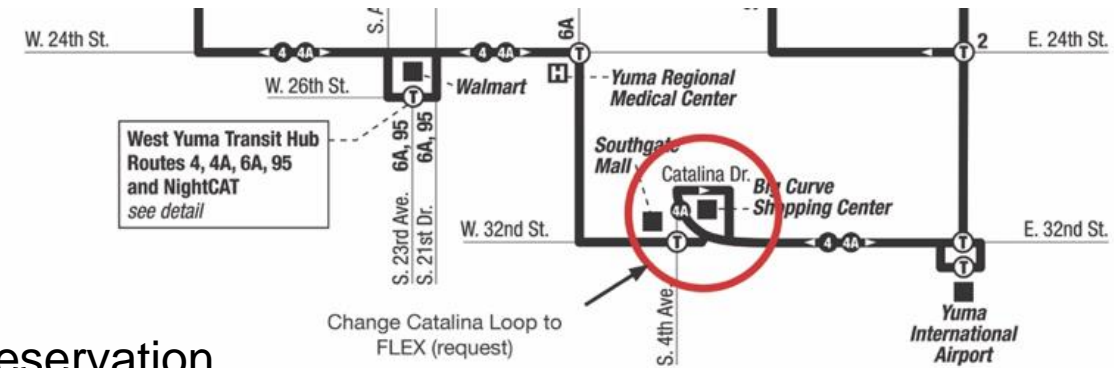 6A
W. 24th St.
4 4A
4 4A
2
E. 24th St.
H
Yuma Regional
Medical Center
Walmart
W. 26th St.
T
T
T
West Yuma Transit Hub
Routes 4, 4A, 6A, 95
and NightCAT
see detail
6A, 95
6A, 95
S. 23rd Ave.
S. 21st Dr.
Southgate
Mall
Catalina Dr.
Big Curve
Shopping Center
4A
W. 32nd St.
T
4 4A
T
E. 32nd St.
T
S. 4th Ave.
Yuma
International
Airport
Change Catalina Loop to
FLEX (request)